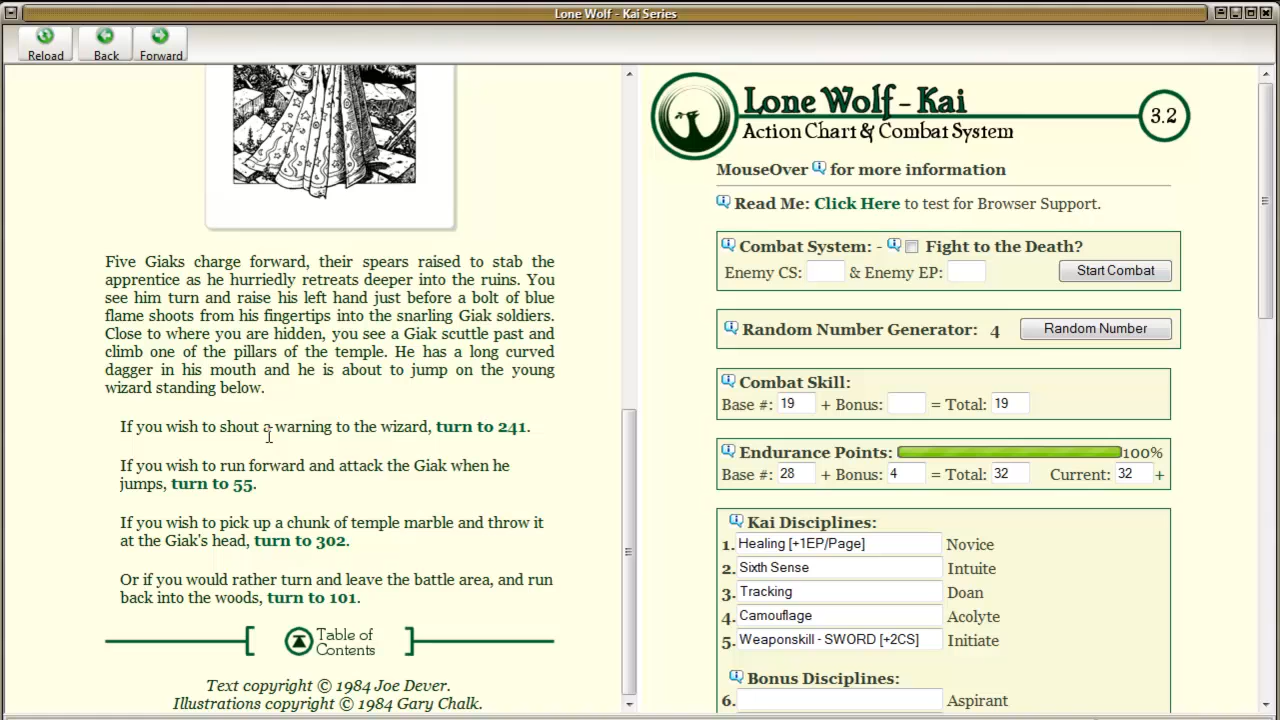 Lone Wolf - Kai Series
Reload
Back
Forward
Five Giaks charge forward, their spears raised to stab the
apprentice as he hurriedly retreats deeper into the ruins. You
see him turn and raise his left hand just before a bolt of blue
flame shoots from his fingertips into the snarling Giak soldiers.
Close to where you are hidden, you see a Giak scuttle past and
climb one of the pillars of the temple. He has a long curved
dagger in his mouth and he is about to jump on the young
wizard standing below.
If you wish to shout a warning to the wizard, turn to 241.
If you wish to run forward and attack the Giak when he
jumps, turn to 55.
If you wish to pick up a chunk of temple marble and throw it
at the Giak's head, turn to 302.
Or if you would rather turn and leave the battle area, and run
back into the woods, turn to 101.
Table of
Contents
Text copyright © 1984 Joe Dever.
Illustrations copyright © 1984 Gary Chalk.
Lone Wolf - Kai
Action Chart & Combat System
3.2
MouseOver for more information
Read Me: Click Here to test for Browser Support.
Combat System: - Fight to the Death?
Enemy CS: & Enemy EP: Start Combat
Random Number Generator: 4 Random Number
Combat Skill:
Base #: 19 + Bonus: = Total: 19
Endurance Points: 100%
Base #: 28 + Bonus: 4 = Total: 32 Current: 32 +
Kai Disciplines:
1. Healing [+1EP/Page] Novice
2. Sixth Sense Intuite
3. Tracking Doan
4. Camouflage Acolyte
5. Weaponskill - SWORD [+2CS] Initiate
Bonus Disciplines:
6. Aspirant